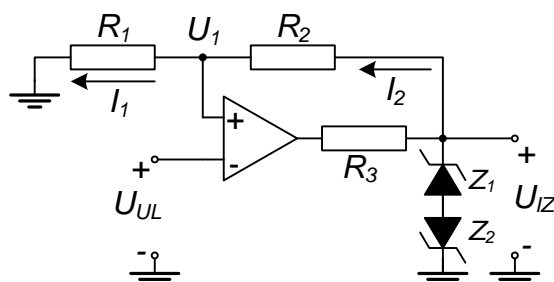 R1 U1 R2
I1 I2
+
-
R3
+ UUL -
Z1
Z2
+ UIZ -